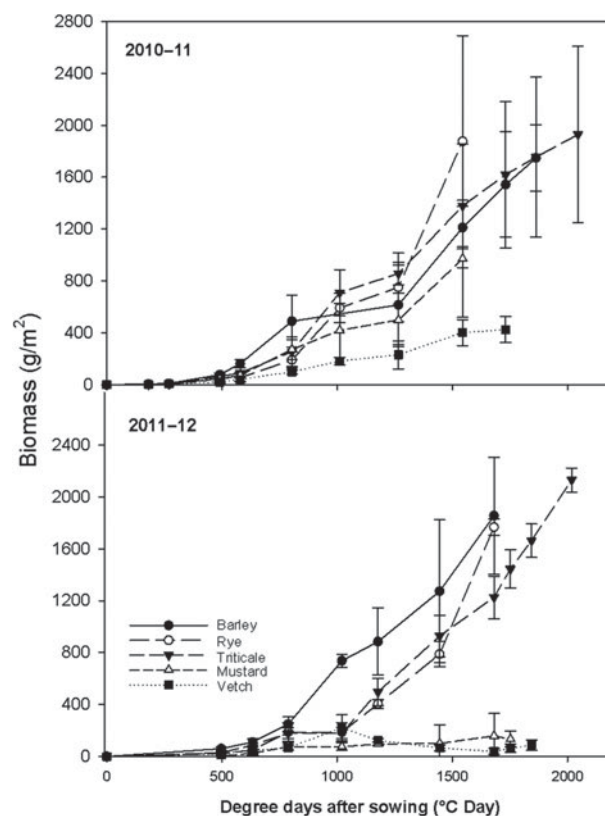 2800
2010–11
2400
2000
1600
1200
800
400
0
Biomass (g/m²)
2011–12
2400
2000
1600
1200
800
400
0
Barley
Rye
Triticale
Mustard
Vetch
0 500 1000 1500 2000
Degree days after sowing (°C Day)